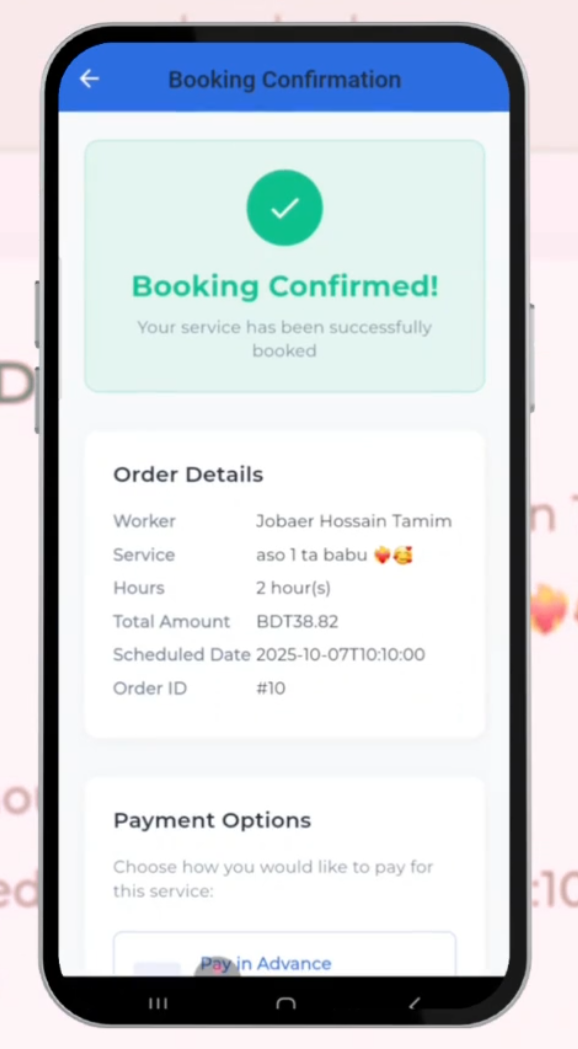 Booking Confirmation
Booking Confirmed!
Your service has been successfully
booked
Order Details
Worker Jobaer Hossain Tamim
Service aso 1 ta babu ❤️‍🔥🥰
Hours 2 hour(s)
Total Amount BDT38.82
Scheduled Date 2025-10-07T10:10:00
Order ID #10
Payment Options
Choose how you would like to pay for
this service:
Pay in Advance